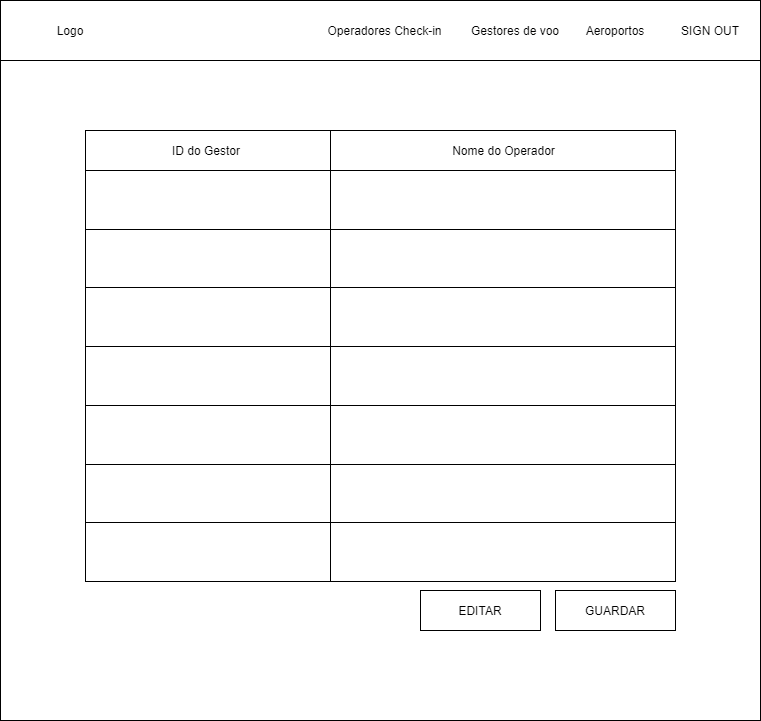 Logo
Operadores Check-in
Gestores de voo
Aeroportos
SIGN OUT
ID do Gestor
Nome do Operador
EDITAR
GUARDAR